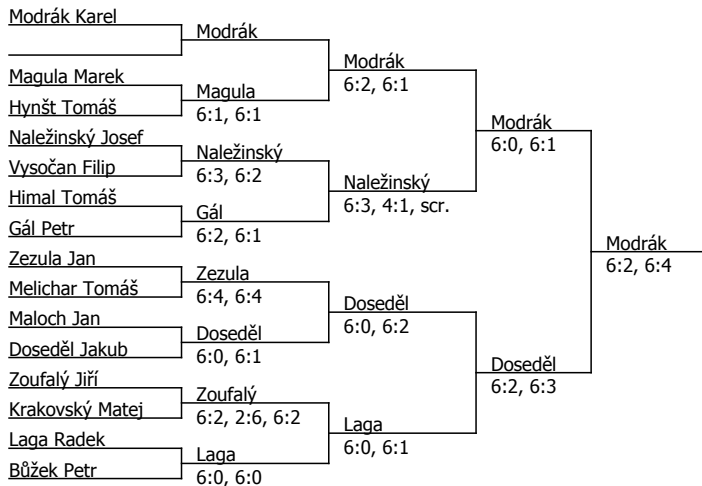 Modrák Karel
Modrák
Modrák
6:2, 6:1
Magula Marek
Magula
6:1, 6:1
Hynšt Tomáš
Modrák
6:0, 6:1
Naležinský Josef
Naležinský
6:3, 6:2
Vysočan Filip
Naležinský
6:3, 4:1, scr.
Himal Tomáš
Gál
6:2, 6:1
Gál Petr
Modrák
6:2, 6:4
Zezula Jan
Zezula
6:4, 6:4
Melichar Tomáš
Doseděl
6:0, 6:2
Maloch Jan
Doseděl
6:0, 6:1
Doseděl Jakub
Doseděl
6:2, 6:3
Zoufalý Jiří
Zoufalý
6:2, 2:6, 6:2
Krakovský Matej
Laga
6:0, 6:1
Laga Radek
Laga
6:0, 6:0
Bůžek Petr